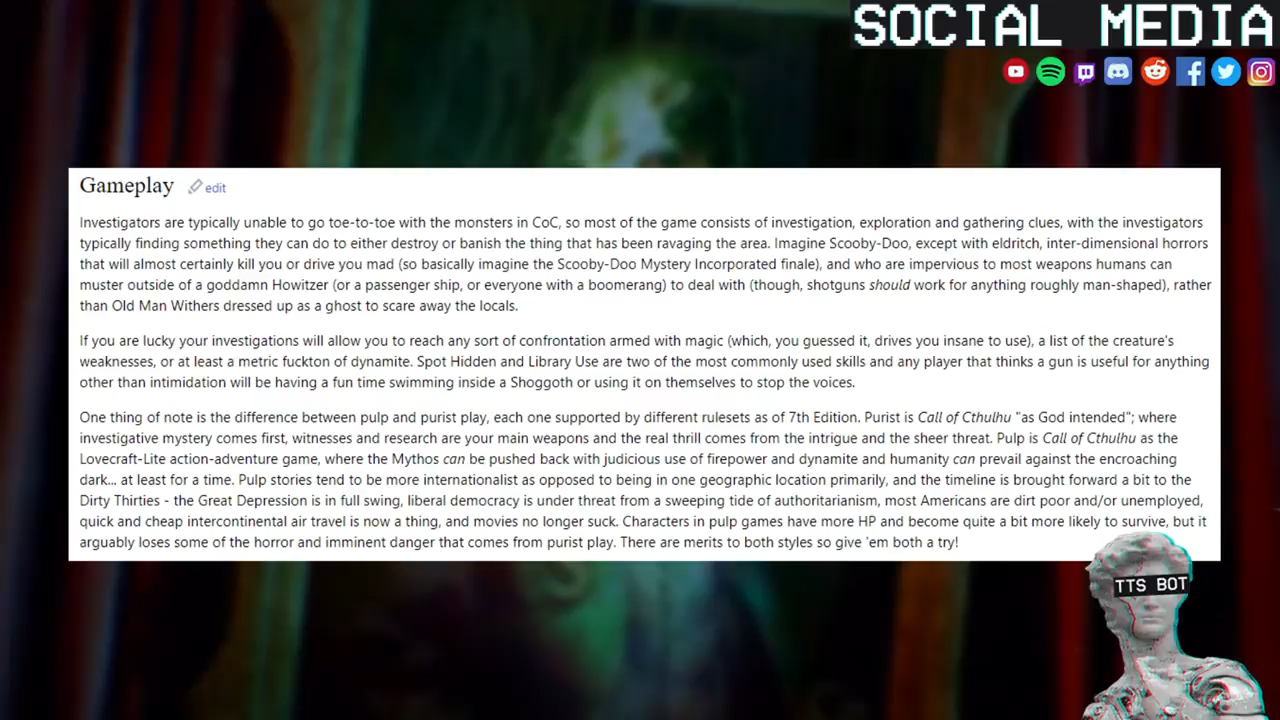 SOCIAL MEDIA
Gameplay edit
Investigators are typically unable to go toe-to-toe with the monsters in CoC, so most of the game consists of investigation, exploration and gathering clues, with the investigators
typically finding something they can do to either destroy or banish the thing that has been ravaging the area. Imagine Scooby-Doo, except with eldritch, inter-dimensional horrors
that will almost certainly kill you or drive you mad (so basically imagine the Scooby-Doo Mystery Incorporated finale), and who are impervious to most weapons humans can
muster outside of a goddamn Howitzer (or a passenger ship, or everyone with a boomerang) to deal with (though, shotguns should work for anything roughly man-shaped), rather
than Old Man Withers dressed up as a ghost to scare away the locals.
If you are lucky your investigations will allow you to reach any sort of confrontation armed with magic (which, you guessed it, drives you insane to use), a list of the creature's
weaknesses, or at least a metric fuckton of dynamite. Spot Hidden and Library Use are two of the most commonly used skills and any player that thinks a gun is useful for anything
other than intimidation will be having a fun time swimming inside a Shoggoth or using it on themselves to stop the voices.
One thing of note is the difference between pulp and purist play, each one supported by different rulesets as of 7th Edition. Purist is Call of Cthulhu "as God intended"; where
investigative mystery comes first, witnesses and research are your main weapons and the real thrill comes from the intrigue and the sheer threat. Pulp is Call of Cthulhu as the
Lovecraft-Lite action-adventure game, where the Mythos can be pushed back with judicious use of firepower and dynamite and humanity can prevail against the encroaching
dark... at least for a time. Pulp stories tend to be more internationalist as opposed to being in one geographic location primarily, and the timeline is brought forward a bit to the
Dirty Thirties - the Great Depression is in full swing, liberal democracy is under threat from a sweeping tide of authoritarianism, most Americans are dirt poor and/or unemployed,
quick and cheap intercontinental air travel is now a thing, and movies no longer suck. Characters in pulp games have more HP and become quite a bit more likely to survive, but it
arguably loses some of the horror and imminent danger that comes from purist play. There are merits to both styles so give 'em both a try!
TTS BOT